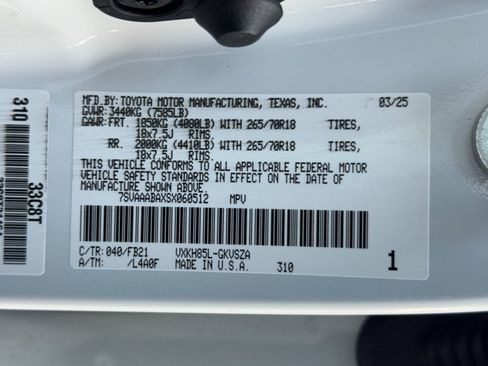 MFD.BY:TOYOTA MOTOR MANUFACTURING, TEXAS, INC. 03/25
GVWR:3440KG (7585LB)
GAWR:FRT. 1850KG (4080LB) WITH 265/70R18 TIRES,
18x7.5J RIMS.
RR. 2000KG (4410LB) WITH 265/70R18 TIRES,
18x7.5J RIMS.
THIS VEHICLE CONFORMS TO ALL APPLICABLE FEDERAL MOTOR
VEHICLE SAFETY STANDARDS IN EFFECT ON THE DATE OF
MANUFACTURE SHOWN ABOVE.
7SVAAABAXSX060512 MPV
C/TR:040/FB21 VXKH85L-GKVSZA
A/TM: /L4A0F MADE IN U.S.A. 310 1
310
33C8T